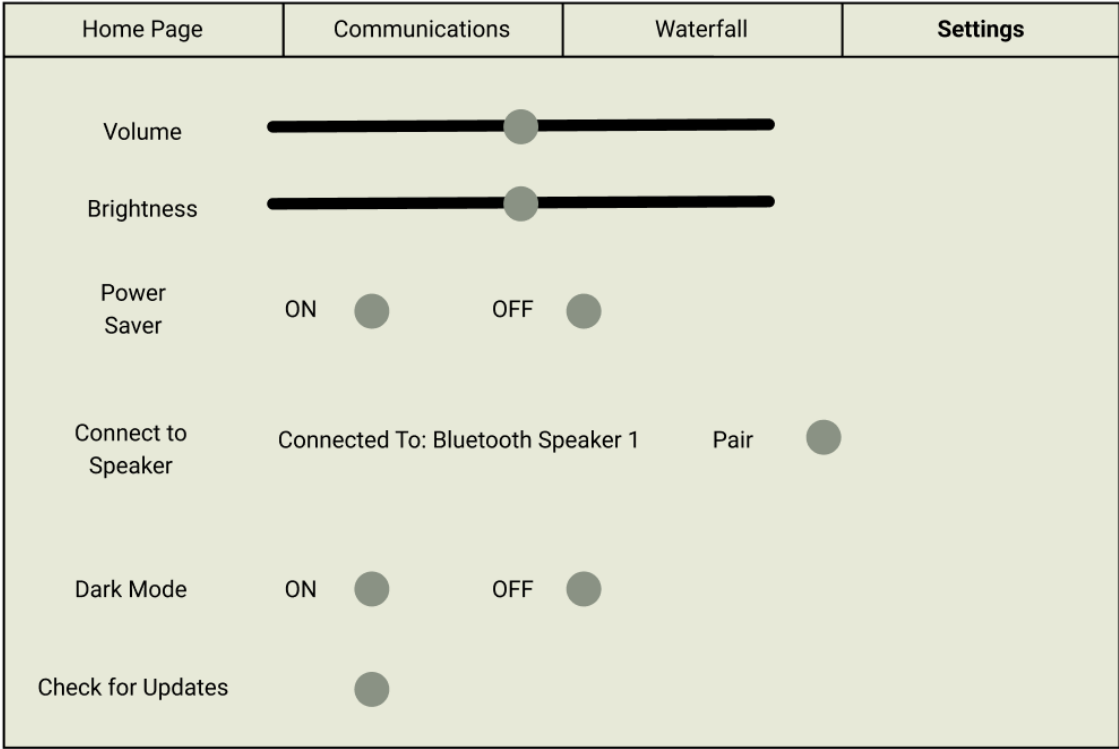 Home Page
Communications
Waterfall
Settings
Volume
Brightness
Power
Saver
ON
OFF
Connect to
Speaker
Connected To: Bluetooth Speaker 1
Pair
Dark Mode
ON
OFF
Check for Updates